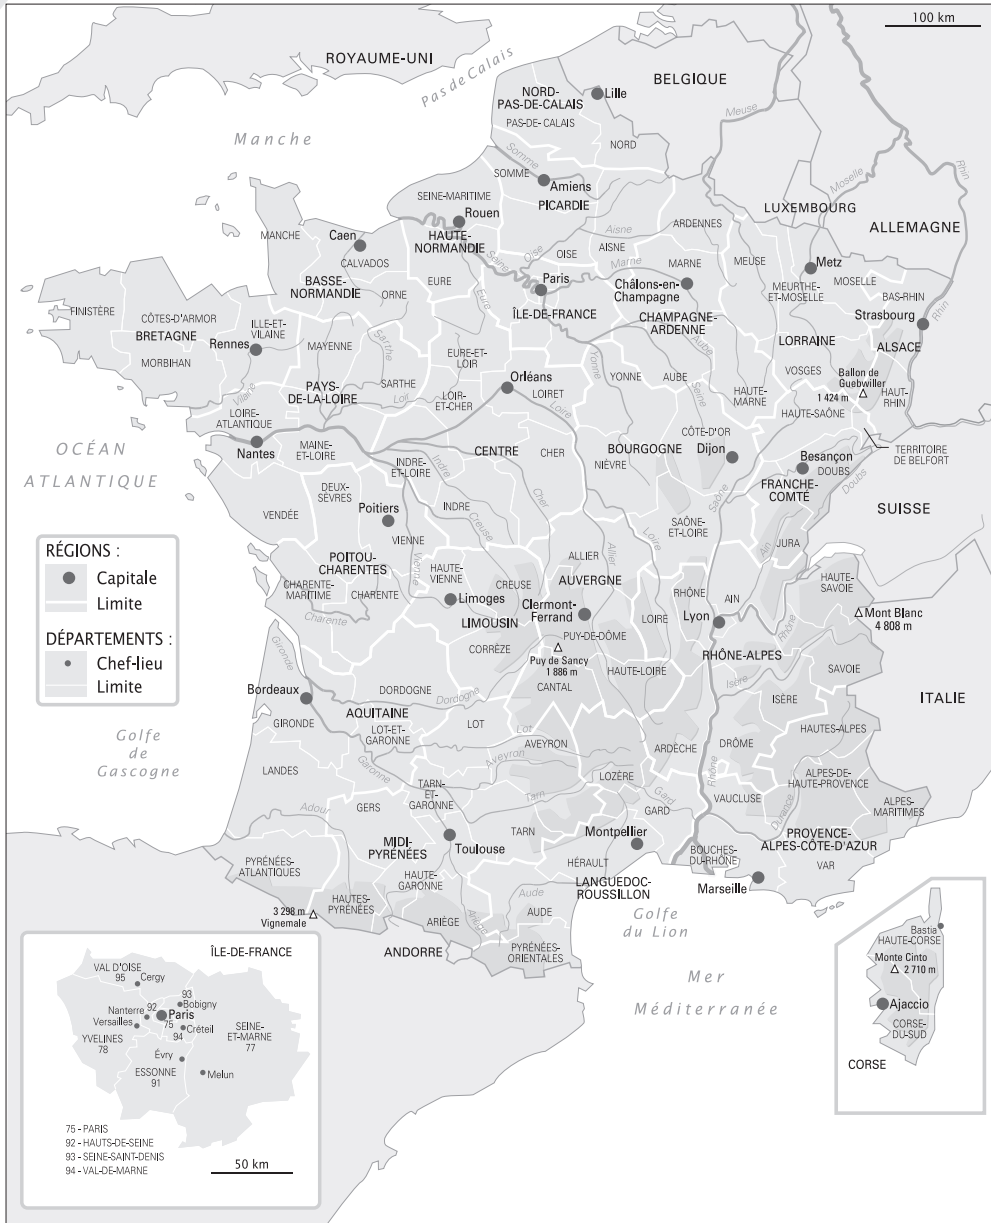 100 km
ROYAUME-UNI
Pas de Calais
BELGIQUE
NORD-
PAS-DE-CALAIS
Lille
PAS-DE-CALAIS
NORD
Meuse
Manche
Somme
SOMME
Amiens
PICARDIE
Moselle
Rhin
LUXEMBOURG
ALLEMAGNE
SEINE-MARITIME
Rouen
HAUTE-
NORMANDIE
Oise
OISE
Aisne
AISNE
ARDENNES
MANCHE
Caen
CALVADOS
BASSE-
NORMANDIE
ORNE
EURE
Eure
Seine
Paris
ÎLE-DE-FRANCE
Marne
MARNE
Châlons-en-
Champagne
CHAMPAGNE-
ARDENNE
MEUSE
Metz
MOSELLE
MEURTHE-
ET-MOSELLE
BAS-RHIN
Strasbourg
Rhin
LORRAINE
ALSACE
FINISTÈRE
CÔTES-D'ARMOR
BRETAGNE
MORBIHAN
ILLE-ET-
VILAINE
Rennes
Vilaine
MAYENNE
Sarthe
SARTHE
PAYS-
DE-LA-LOIRE
Loir
EURE-ET-
LOIR
LOIR-
ET-CHER
Orléans
LOIRET
Loire
Yonne
YONNE
AUBE
Aube
Seine
HAUTE-
MARNE
VOSGES
Ballon de
Guebwiller
1 424 m
HAUT-
RHIN
HAUTE-SAÔNE
TERRITOIRE
DE BELFORT
LOIRE-
ATLANTIQUE
Nantes
MAINE-
ET-LOIRE
INDRE-
ET-LOIRE
Indre
CENTRE
CHER
Cher
NIÈVRE
BOURGOGNE
CÔTE-D'OR
Dijon
Besançon
DOUBS
Doubs
FRANCHE-
COMTÉ
SUISSE
OCÉAN
ATLANTIQUE
VENDÉE
DEUX-
SÈVRES
Poitiers
VIENNE
Vienne
INDRE
Creuse
Saône
SAÔNE-
ET-LOIRE
Ain
JURA
POITOU-
CHARENTES
CHARENTE-
MARITIME
CHARENTE
Charente
HAUTE-
VIENNE
Limoges
LIMOUSIN
CREUSE
CORRÈZE
ALLIER
Allier
AUVERGNE
Clermont-
Ferrand
PUY-DE-DÔME
Puy de Sancy
1 886 m
CANTAL
HAUTE-LOIRE
Loire
LOIRE
RHÔNE
AIN
Lyon
RHÔNE-ALPES
Rhône
HAUTE-
SAVOIE
Mont Blanc
4 808 m
SAVOIE
Isère
ISÈRE
ITALIE
RÉGIONS :
Capitale
Limite
DÉPARTEMENTS :
Chef-lieu
Limite
Gironde
Bordeaux
GIRONDE
DORDOGNE
Dordogne
AQUITAINE
LOT-ET-
GARONNE
LOT
Lot
AVEYRON
Aveyron
LOZÈRE
ARDÈCHE
DRÔME
HAUTES-ALPES
Golfe
de
Gascogne
LANDES
Garonne
TARN-
ET-
GARONNE
Tarn
TARN
Gard
GARD
Rhône
VAUCLUSE
ALPES-DE-
HAUTE-PROVENCE
ALPES-
MARITIMES
Durance
Adour
GERS
MIDI-
PYRÉNÉES
Toulouse
HAUTE-
GARONNE
Montpellier
HÉRAULT
LANGUEDOC-
ROUSSILLON
BOUCHES-
DU-RHÔNE
PROVENCE-
ALPES-CÔTE-D'AZUR
VAR
Marseille
PYRÉNÉES-
ATLANTIQUES
HAUTES-
PYRÉNÉES
3 298 m
Vignemale
ARIÈGE
Ariège
Aude
AUDE
PYRÉNÉES-
ORIENTALES
ANDORRE
Golfe
du Lion
Mer
Méditerranée
Bastia
HAUTE-CORSE
Monte Cinto
2 710 m
Ajaccio
CORSE-
DU-SUD
CORSE
ÎLE-DE-FRANCE
VAL D'OISE
95
Cergy
93
Bobigny
92
Nanterre
Paris
75
Versailles
Créteil
94
YVELINES
78
SEINE-
ET-MARNE
77
Évry
ESSONNE
91
Melun
75 - PARIS
92 - HAUTS-DE-SEINE
93 - SEINE-SAINT-DENIS
94 - VAL-DE-MARNE
50 km